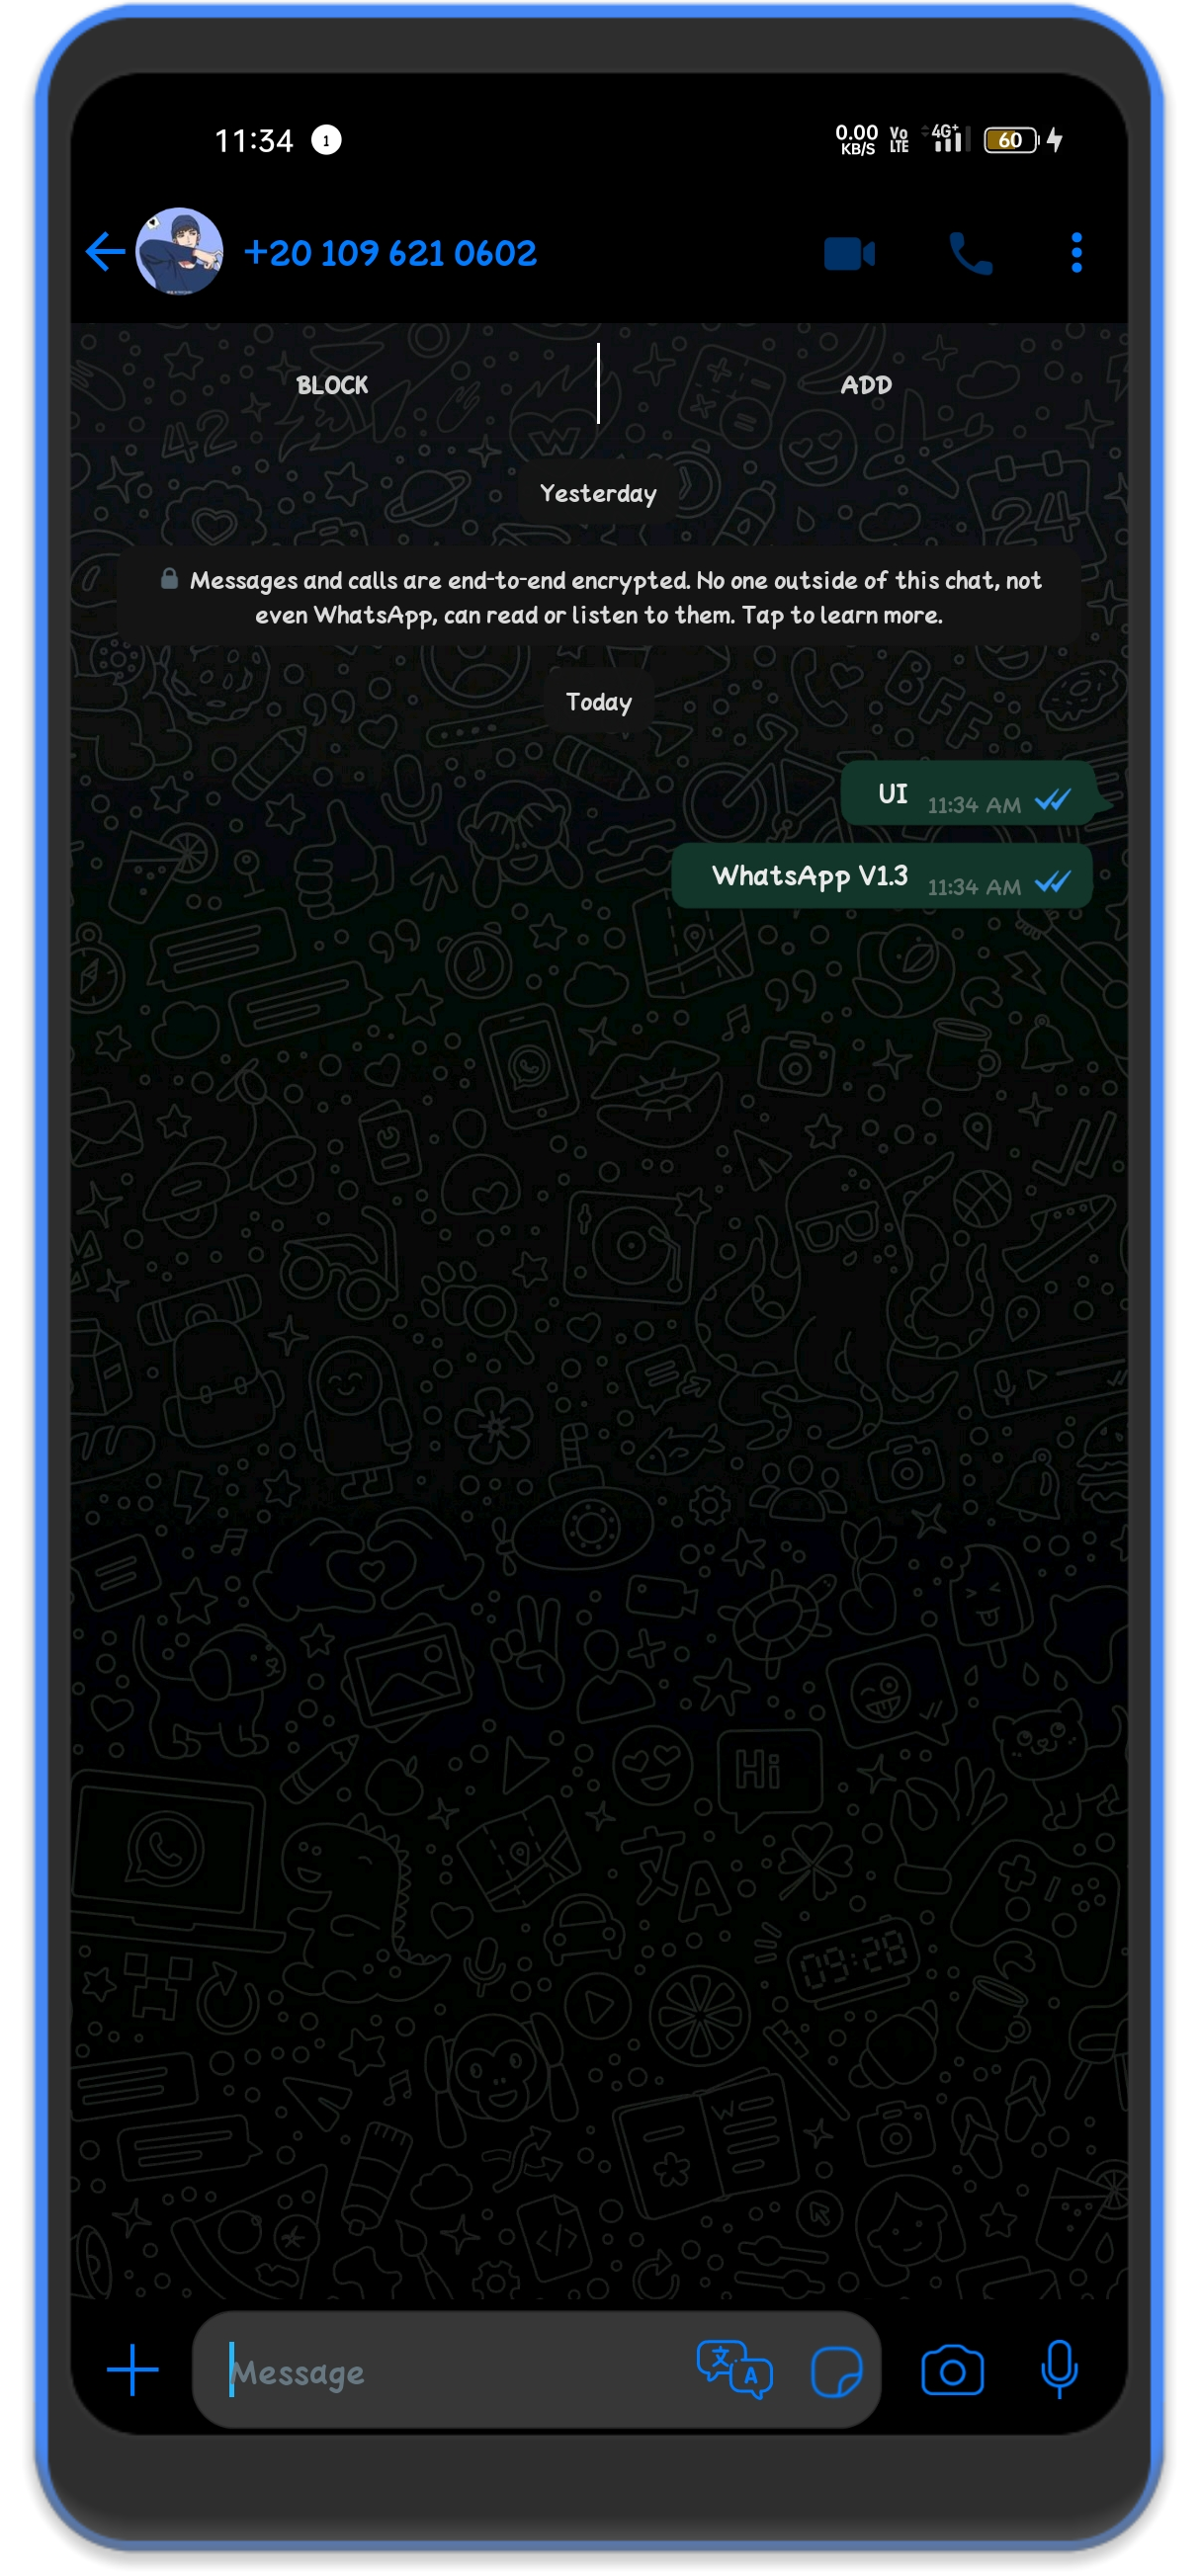 11:34 1 0.00 KB/S Vo LTE 4G+ 60
+20 109 621 0602
BLOCK ADD
Yesterday
Messages and calls are end-to-end encrypted. No one outside of this chat, not
even WhatsApp, can read or listen to them. Tap to learn more.
Today
UI 11:34 AM
WhatsApp V1.3 11:34 AM
Message